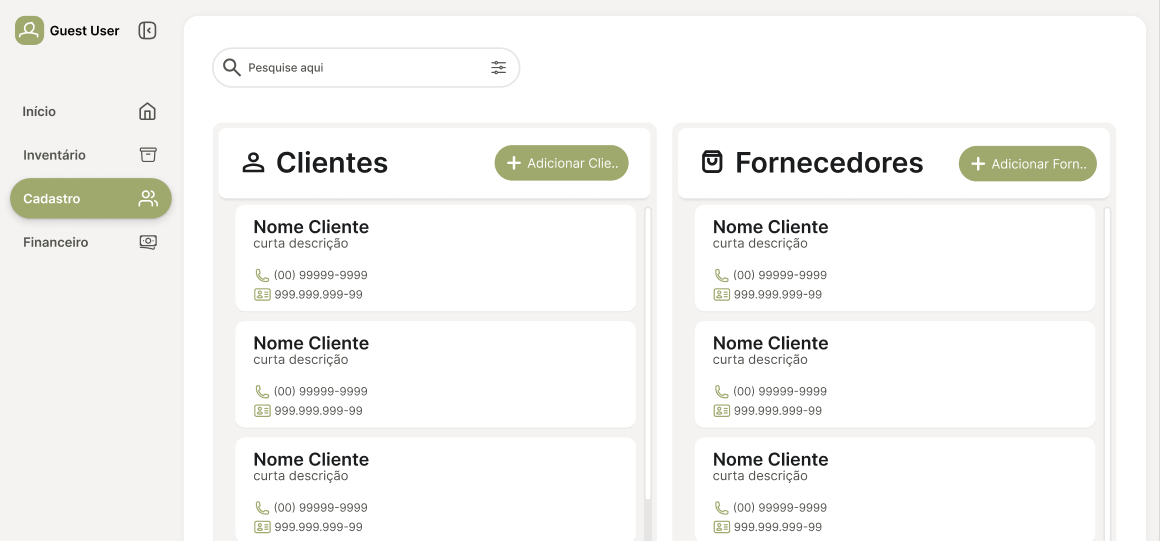 Guest User
Início
Inventário
Cadastro
Financeiro
Pesquise aqui
Clientes
Adicionar Clie..
Nome Cliente
curta descrição
(00) 99999-9999
999.999.999-99
Nome Cliente
curta descrição
(00) 99999-9999
999.999.999-99
Nome Cliente
curta descrição
(00) 99999-9999
999.999.999-99
Fornecedores
Adicionar Forn..
Nome Cliente
curta descrição
(00) 99999-9999
999.999.999-99
Nome Cliente
curta descrição
(00) 99999-9999
999.999.999-99
Nome Cliente
curta descrição
(00) 99999-9999
999.999.999-99